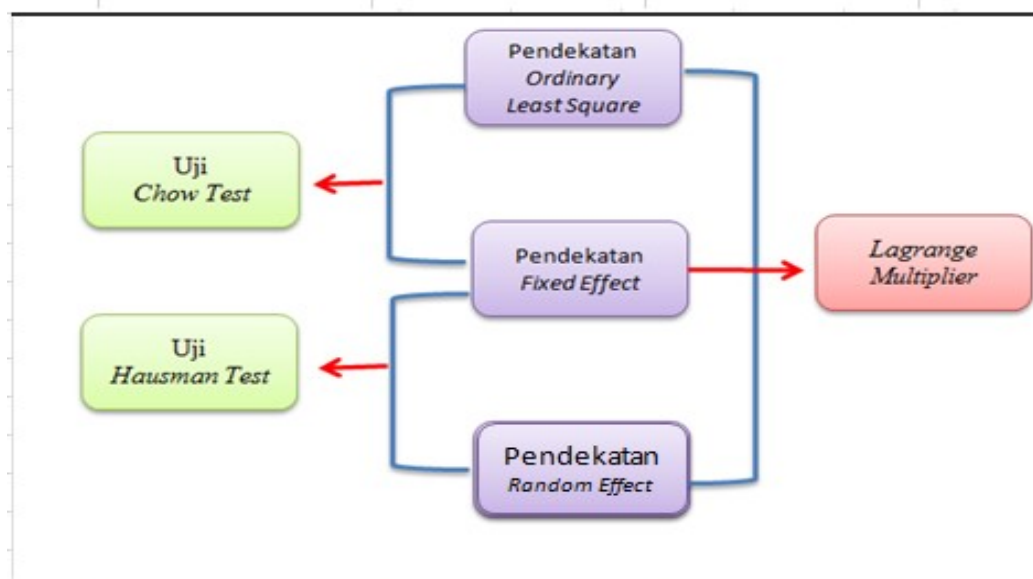 Pendekatan
Ordinary
Least Square
Uji
Chow Test
Pendekatan
Fixed Effect
Lagrange
Multiplier
Uji
Hausman Test
Pendekatan
Random Effect